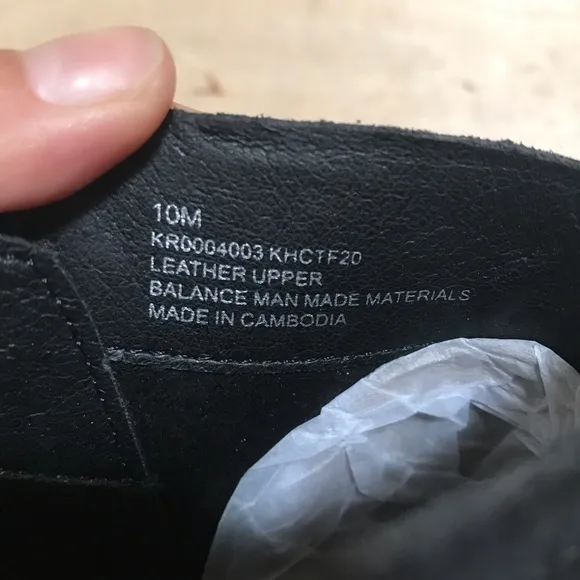 10M
KR0004003 KHCTF20
LEATHER UPPER
BALANCE MAN MADE MATERIALS
MADE IN CAMBODIA